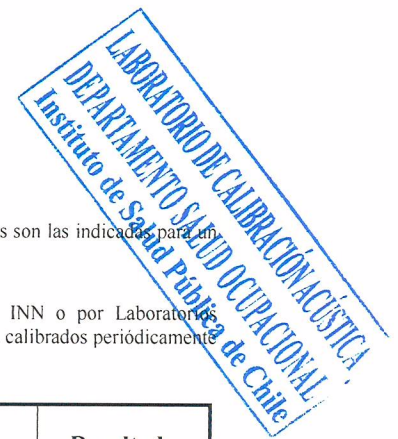 LABORATORIO DE CALIBRACIÓN ACÚSTICA
DEPARTAMENTO SALUD OCUPACIONAL
Instituto de Salud Pública de Chile
s son las indicadas para un
INN o por Laboratorios
calibrados periódicamente